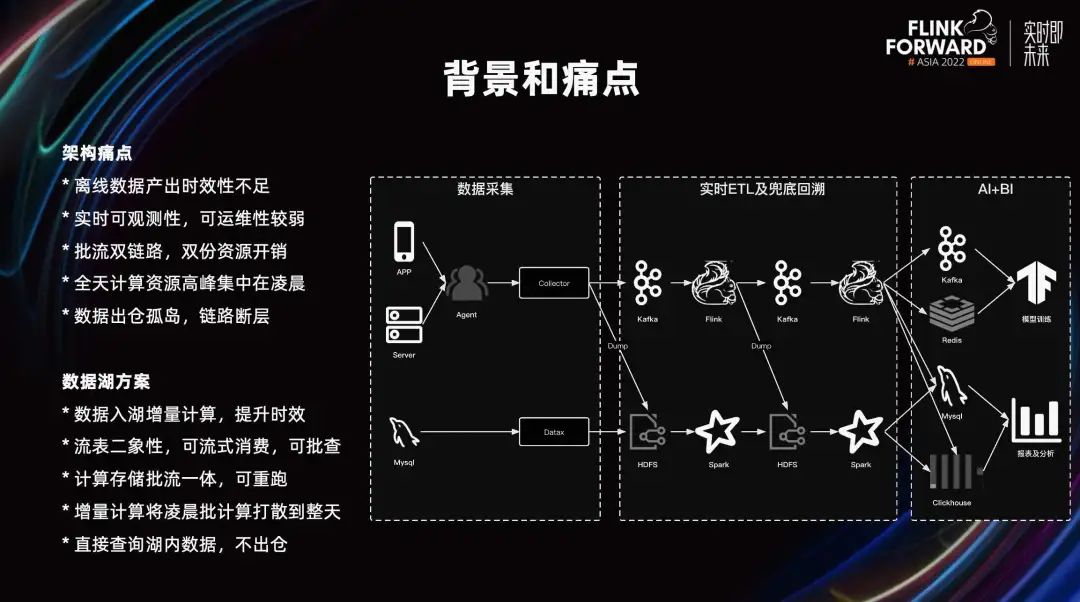 FLINK
FORWARD
# ASIA 2022 ONLINE
实时即
未来
背景和痛点
架构痛点
* 离线数据产出时效性不足
* 实时可观测性，可运维性较弱
* 批流双链路，双份资源开销
* 全天计算资源高峰集中在凌晨
* 数据出仓孤岛，链路断层
数据湖方案
* 数据入湖增量计算，提升时效
* 流表二象性，可流式消费，可批查
* 计算存储批流一体，可重跑
* 增量计算将凌晨批计算打散到整天
* 直接查询湖内数据，不出仓
数据采集
APP
Server
Agent
Collector
Mysql
Datax
实时ETL及兜底回溯
Kafka
Flink
Kafka
Flink
Dump
Dump
HDFS
Spark
HDFS
Spark
AI+BI
Kafka
Redis
模型训练
Mysql
报表及分析
Clickhouse